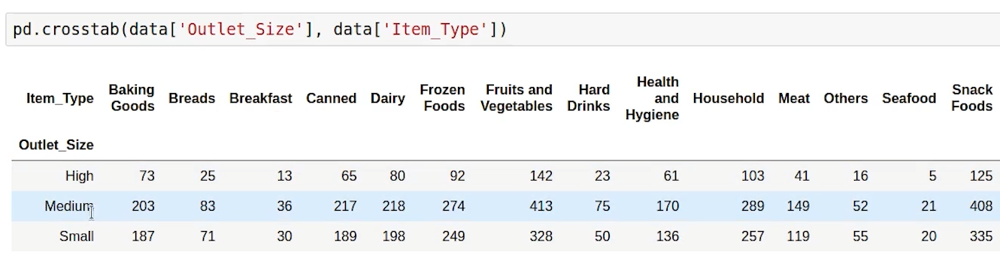 pd.crosstab(data['Outlet_Size'], data['Item_Type'])
Item_Type Baking Goods Breads Breakfast Canned Dairy Frozen Foods Fruits and Vegetables Hard Drinks Health and Hygiene Household Meat Others Seafood Snack Foods
Outlet_Size
High 73 25 13 65 80 92 142 23 61 103 41 16 5 125
Medium 203 83 36 217 218 274 413 75 170 289 149 52 21 408
Small 187 71 30 189 198 249 328 50 136 257 119 55 20 335